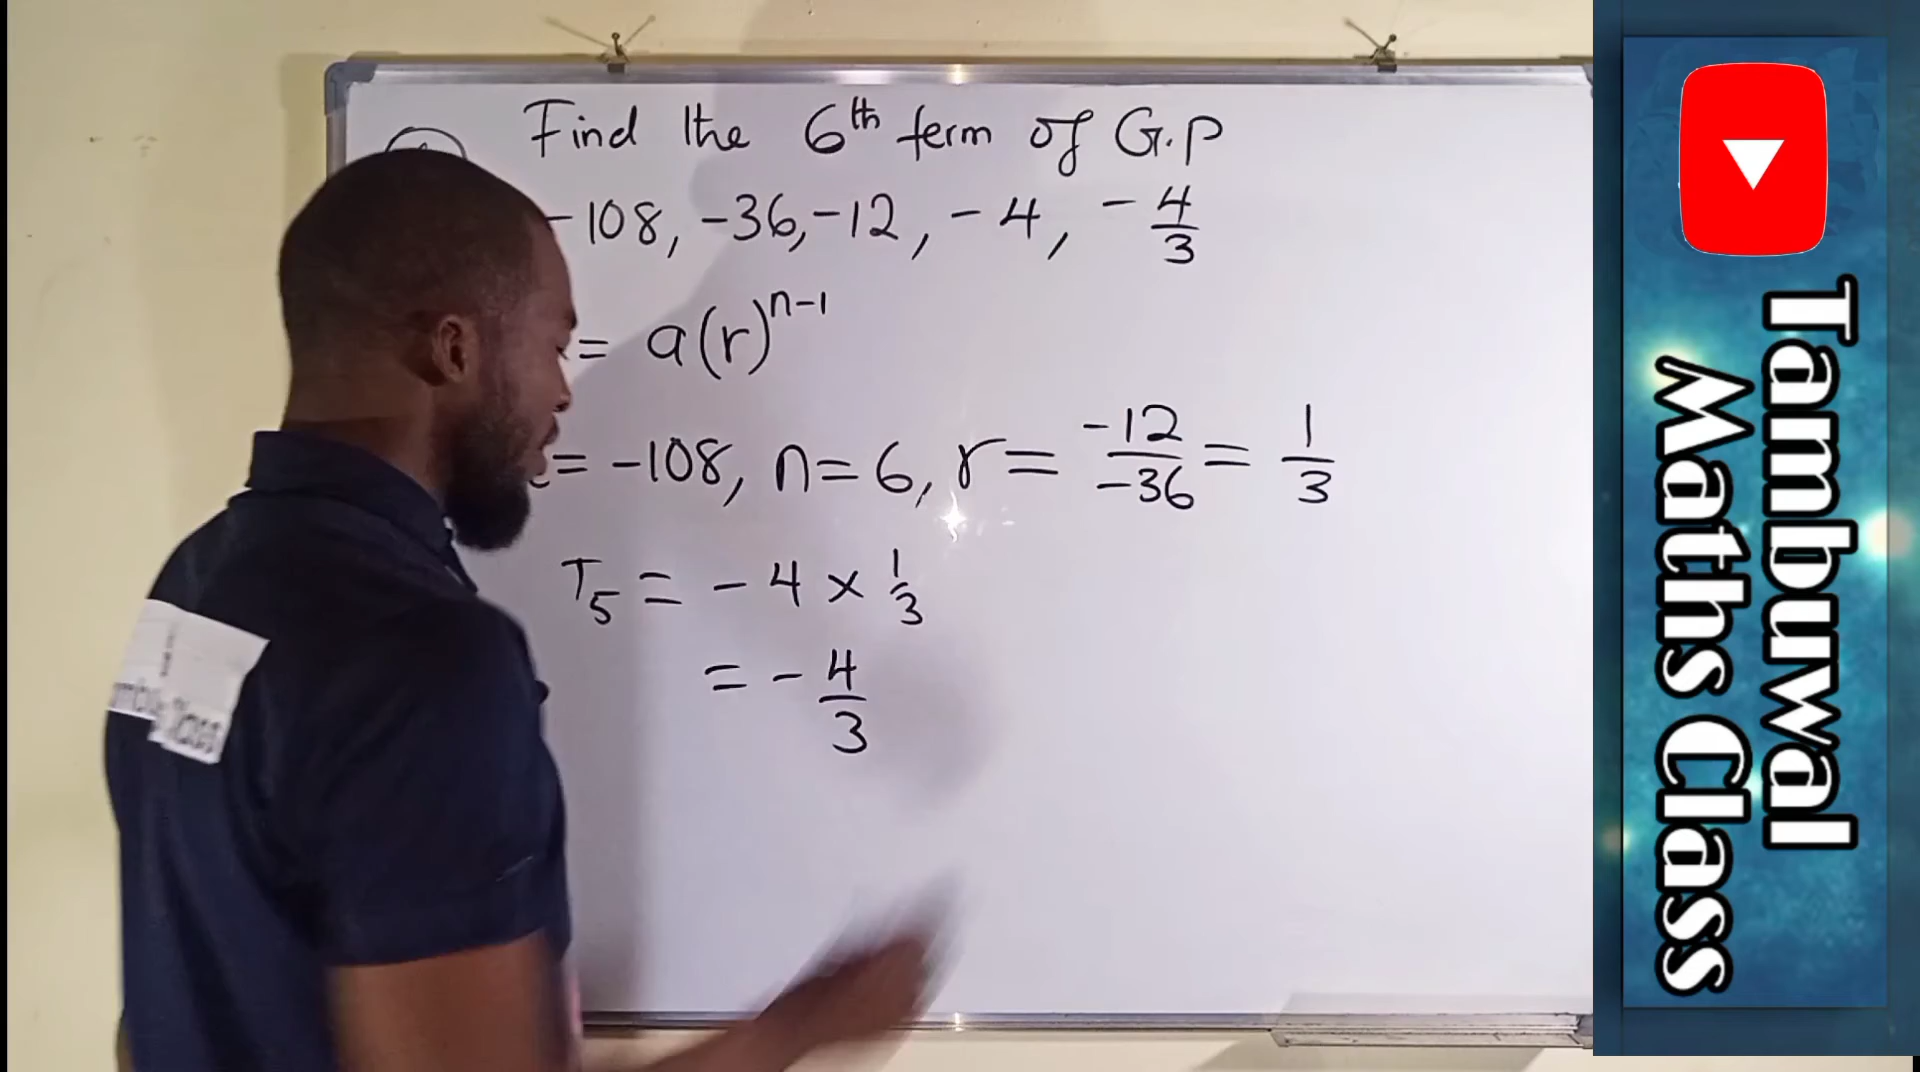 Find the 6th term of G.P
-108, -36, -12, -4, -4/3
= a(r)^n-1
= -108, n = 6, r = -12/-36 = 1/3
T5 = -4 × 1/3
= -4/3
Tambuwal
Maths Class